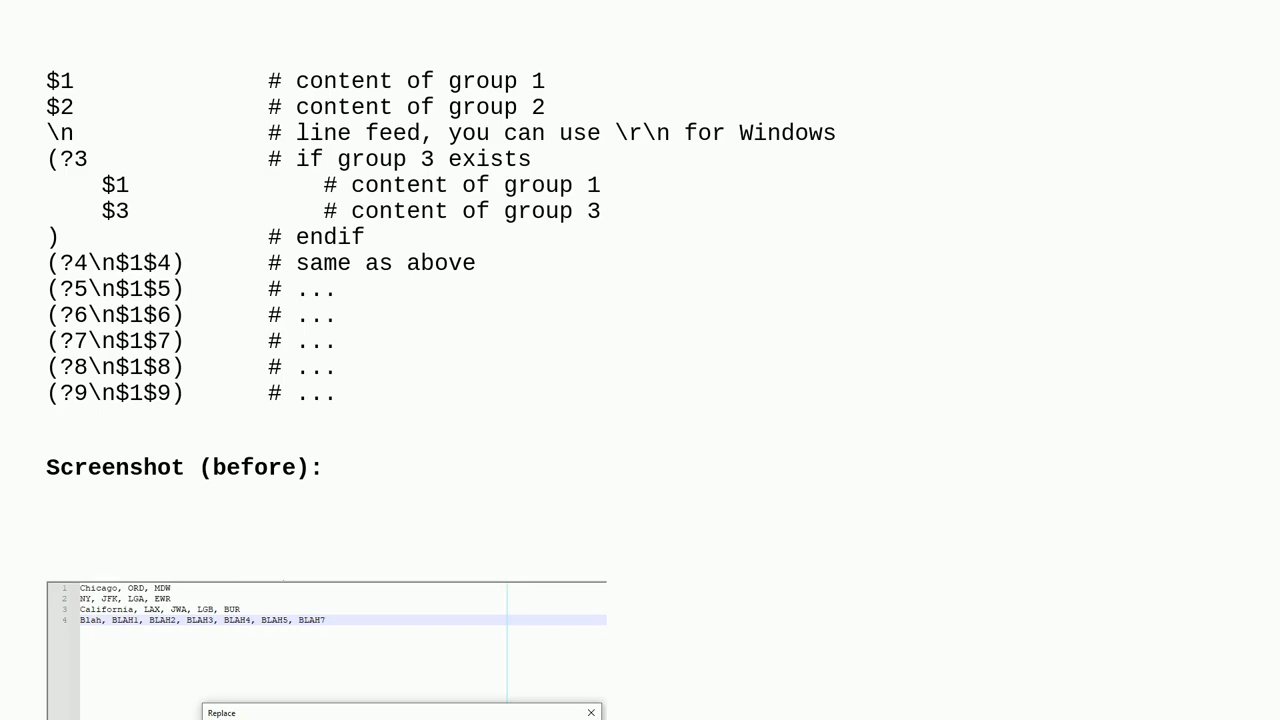 $1              # content of group 1
$2              # content of group 2
\n              # line feed, you can use \r\n for Windows
(?3             # if group 3 exists
    $1              # content of group 1
    $3              # content of group 3
)               # endif
(?4\n$1$4)      # same as above
(?5\n$1$5)      # ...
(?6\n$1$6)      # ...
(?7\n$1$7)      # ...
(?8\n$1$8)      # ...
(?9\n$1$9)      # ...
Screenshot (before):
1 Chicago, ORD, MDW
2 NY, JFK, LGA, EWR
3 California, LAX, JWA, LGB, BUR
4 Blah, BLAH1, BLAH2, BLAH3, BLAH4, BLAH5, BLAH7
Replace